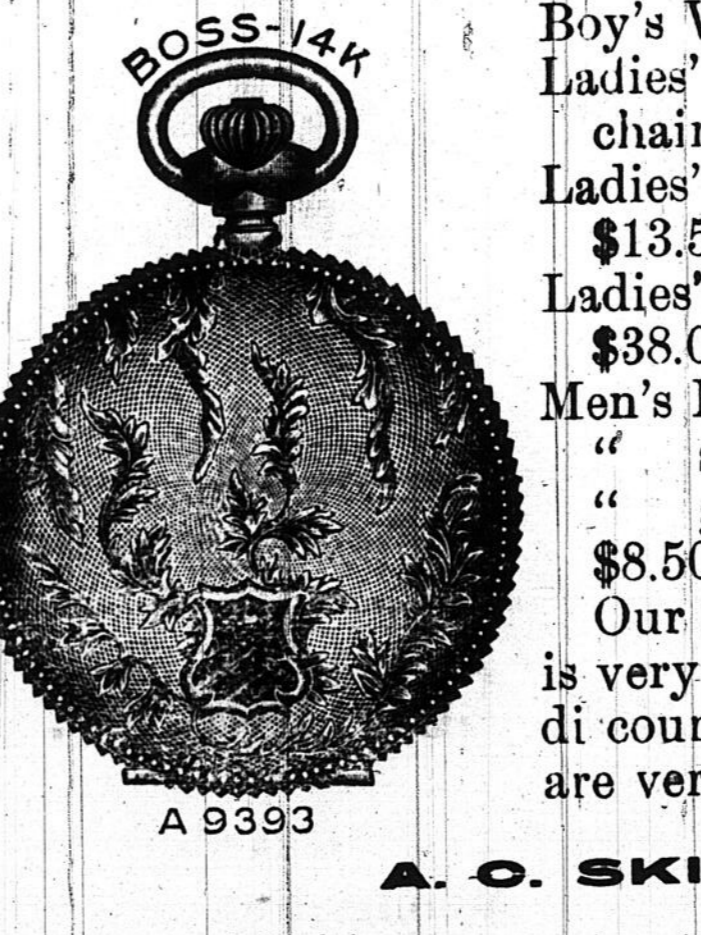 BOSS-14K
A 9393
Boy's
Ladies'
chain
Ladies'
$13.5
Ladies'
$38.0
Men's
“
“
$8.50
Our
is very
di coun
are ver
A. C. SKI